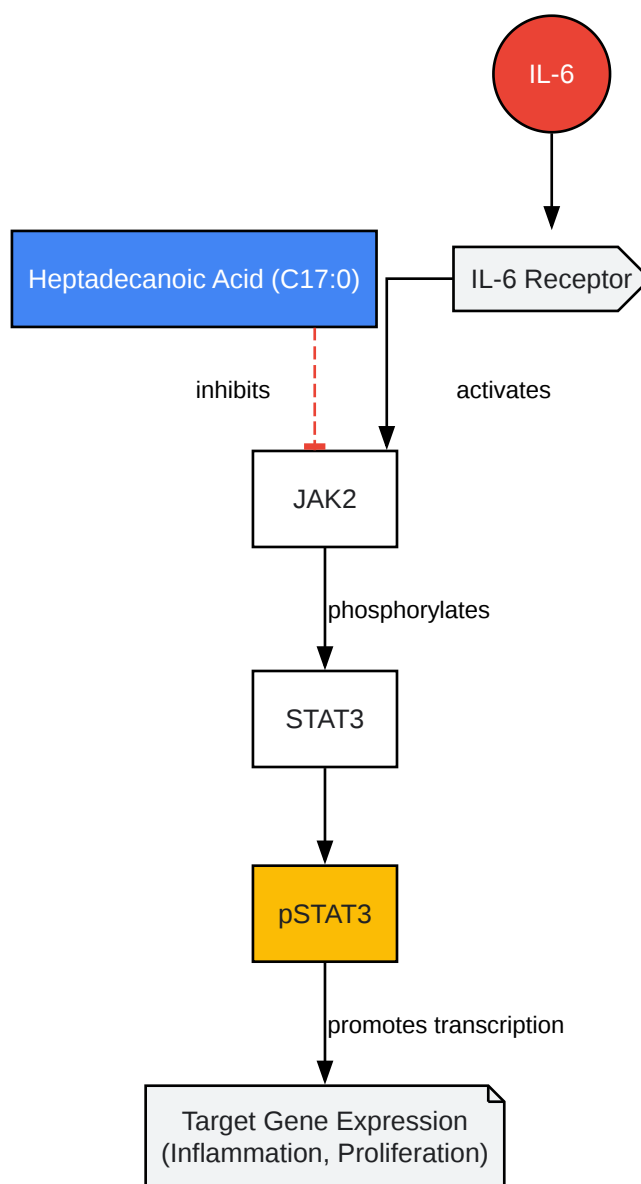 IL-6
Heptadecanoic Acid (C17:0)
IL-6 Receptor
inhibits
activates
JAK2
phosphorylates
STAT3
pSTAT3
promotes transcription
Target Gene Expression
(Inflammation, Proliferation)